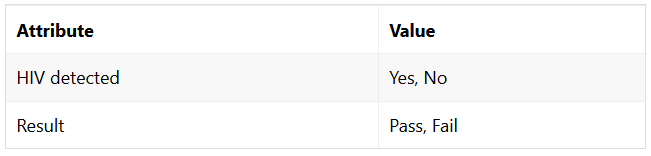 Attribute Value
HIV detected Yes, No
Result Pass, Fail